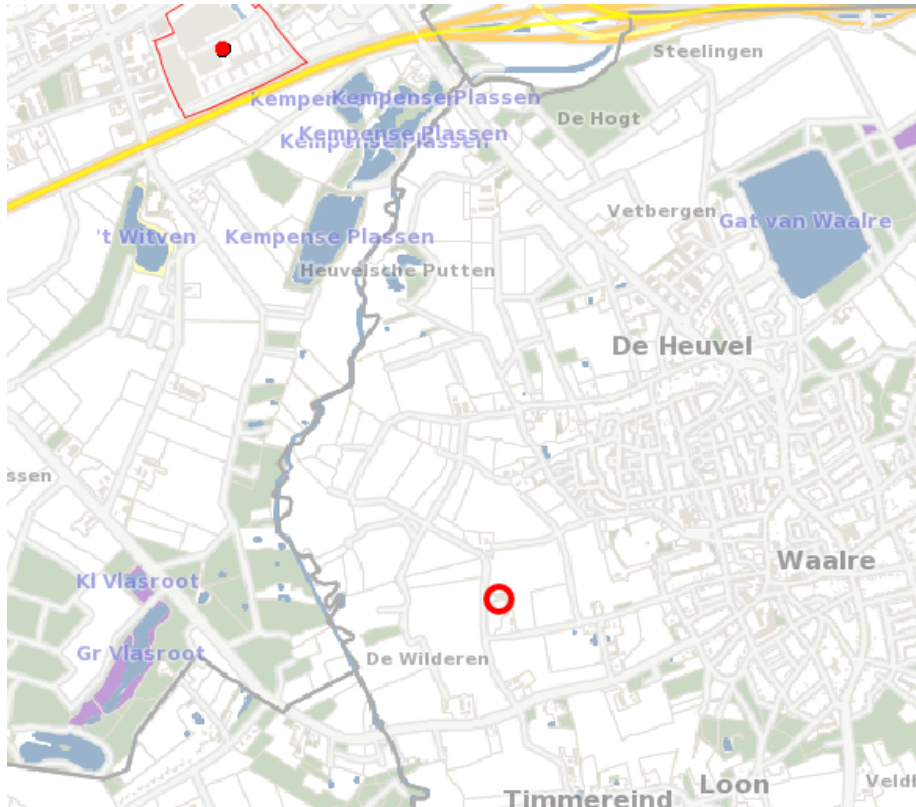 Steelingen
Kempense Plassen
Kempense Plassen
De Hogt
Kempense Plassen
Kempense Plassen
Vetbergen
Gat van Waalre
't Witven
Kempense Plassen
Heuvelsche Putten
De Heuvel
ssen
Waalre
Kl Vlasroot
Gr Vlasroot
De Wilderen
Loon
Veldh
Timmereind